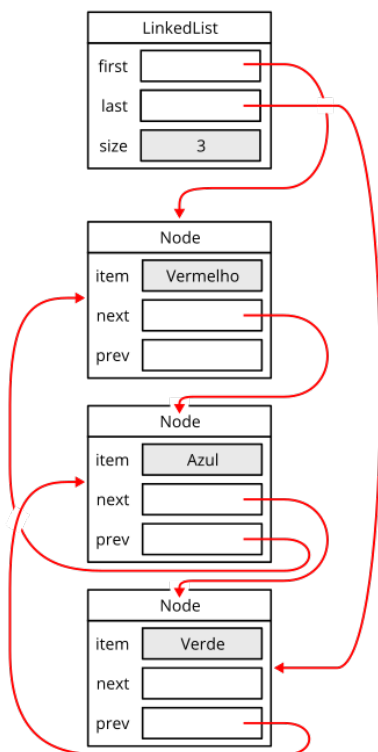 LinkedList
first
last
size 3
Node
item Vermelho
next
prev
Node
item Azul
next
prev
Node
item Verde
next
prev